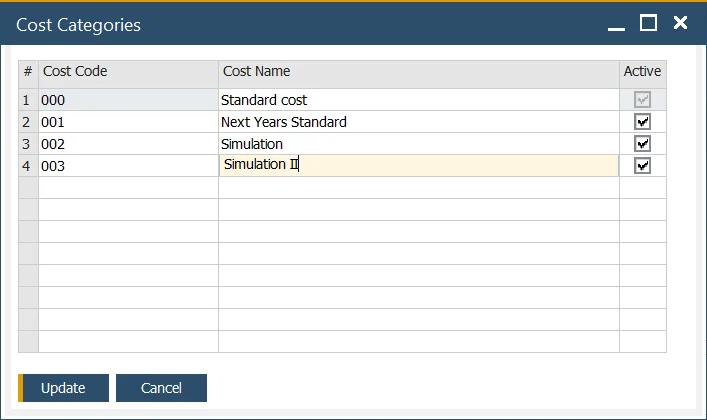 Cost Categories
# Cost Code Cost Name Active
1 000 Standard cost
2 001 Next Years Standard
3 002 Simulation
4 003 Simulation II
Update Cancel